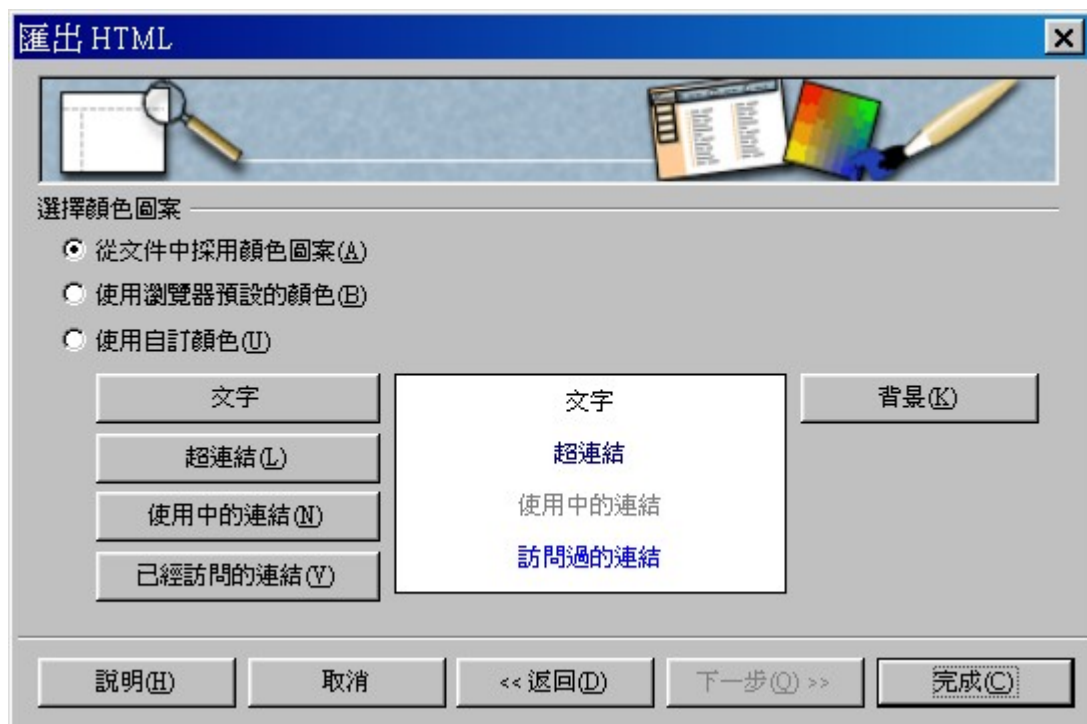 匯出 HTML
選擇顏色圖案
從文件中採用顏色圖案(A)
使用瀏覽器預設的顏色(B)
使用自訂顏色(U)
文字
文字
背景(K)
超連結(L)
超連結
使用中的連結(N)
使用中的連結
已經訪問的連結(V)
訪問過的連結
說明(H)
取消
<< 返回(D)
下一步(Q) >>
完成(C)